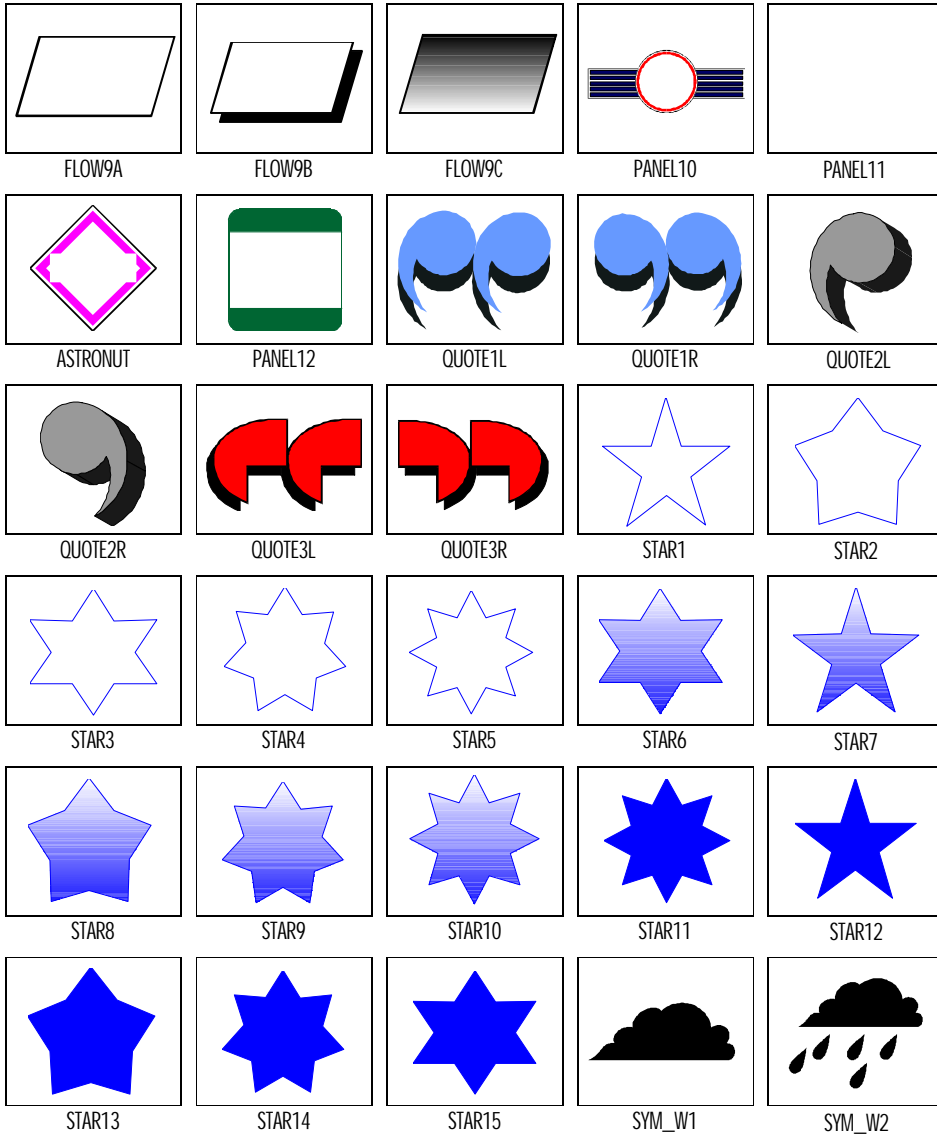 FLOW9A FLOW9B FLOW9C PANEL10 PANEL11
ASTRONUT PANEL12 QUOTE1L QUOTE1R QUOTE2L
QUOTE2R QUOTE3L QUOTE3R STAR1 STAR2
STAR3 STAR4 STAR5 STAR6 STAR7
STAR8 STAR9 STAR10 STAR11 STAR12
STAR13 STAR14 STAR15 SYM_W1 SYM_W2